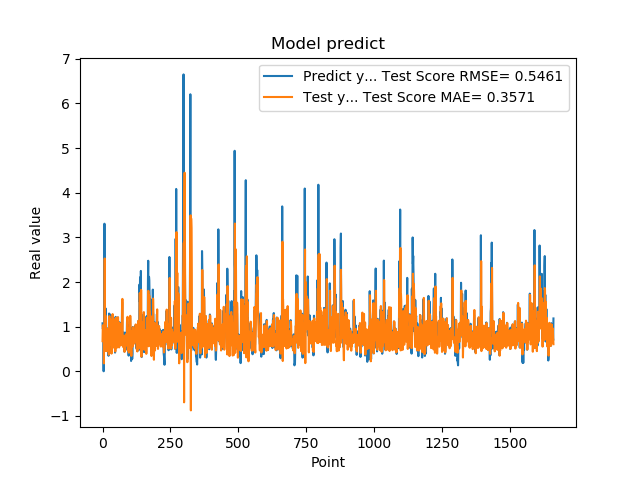 Model predict
Predict y... Test Score RMSE= 0.5461
Test y... Test Score MAE= 0.3571
7
6
5
4
3
2
1
0
−1
Real value
0 250 500 750 1000 1250 1500
Point